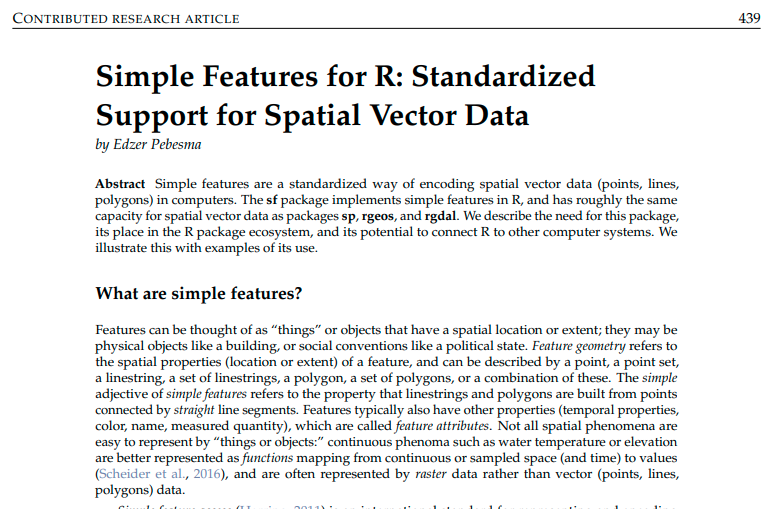 CONTRIBUTED RESEARCH ARTICLE 439
Simple Features for R: Standardized
Support for Spatial Vector Data
by Edzer Pebesma
Abstract Simple features are a standardized way of encoding spatial vector data (points, lines,
polygons) in computers. The sf package implements simple features in R, and has roughly the same
capacity for spatial vector data as packages sp, rgeos, and rgdal. We describe the need for this package,
its place in the R package ecosystem, and its potential to connect R to other computer systems. We
illustrate this with examples of its use.
What are simple features?
Features can be thought of as “things” or objects that have a spatial location or extent; they may be
physical objects like a building, or social conventions like a political state. Feature geometry refers to
the spatial properties (location or extent) of a feature, and can be described by a point, a point set,
a linestring, a set of linestrings, a polygon, a set of polygons, or a combination of these. The simple
adjective of simple features refers to the property that linestrings and polygons are built from points
connected by straight line segments. Features typically also have other properties (temporal properties,
color, name, measured quantity), which are called feature attributes. Not all spatial phenomena are
easy to represent by “things or objects:” continuous phenoma such as water temperature or elevation
are better represented as functions mapping from continuous or sampled space (and time) to values
(Scheider et al., 2016), and are often represented by raster data rather than vector (points, lines,
polygons) data.